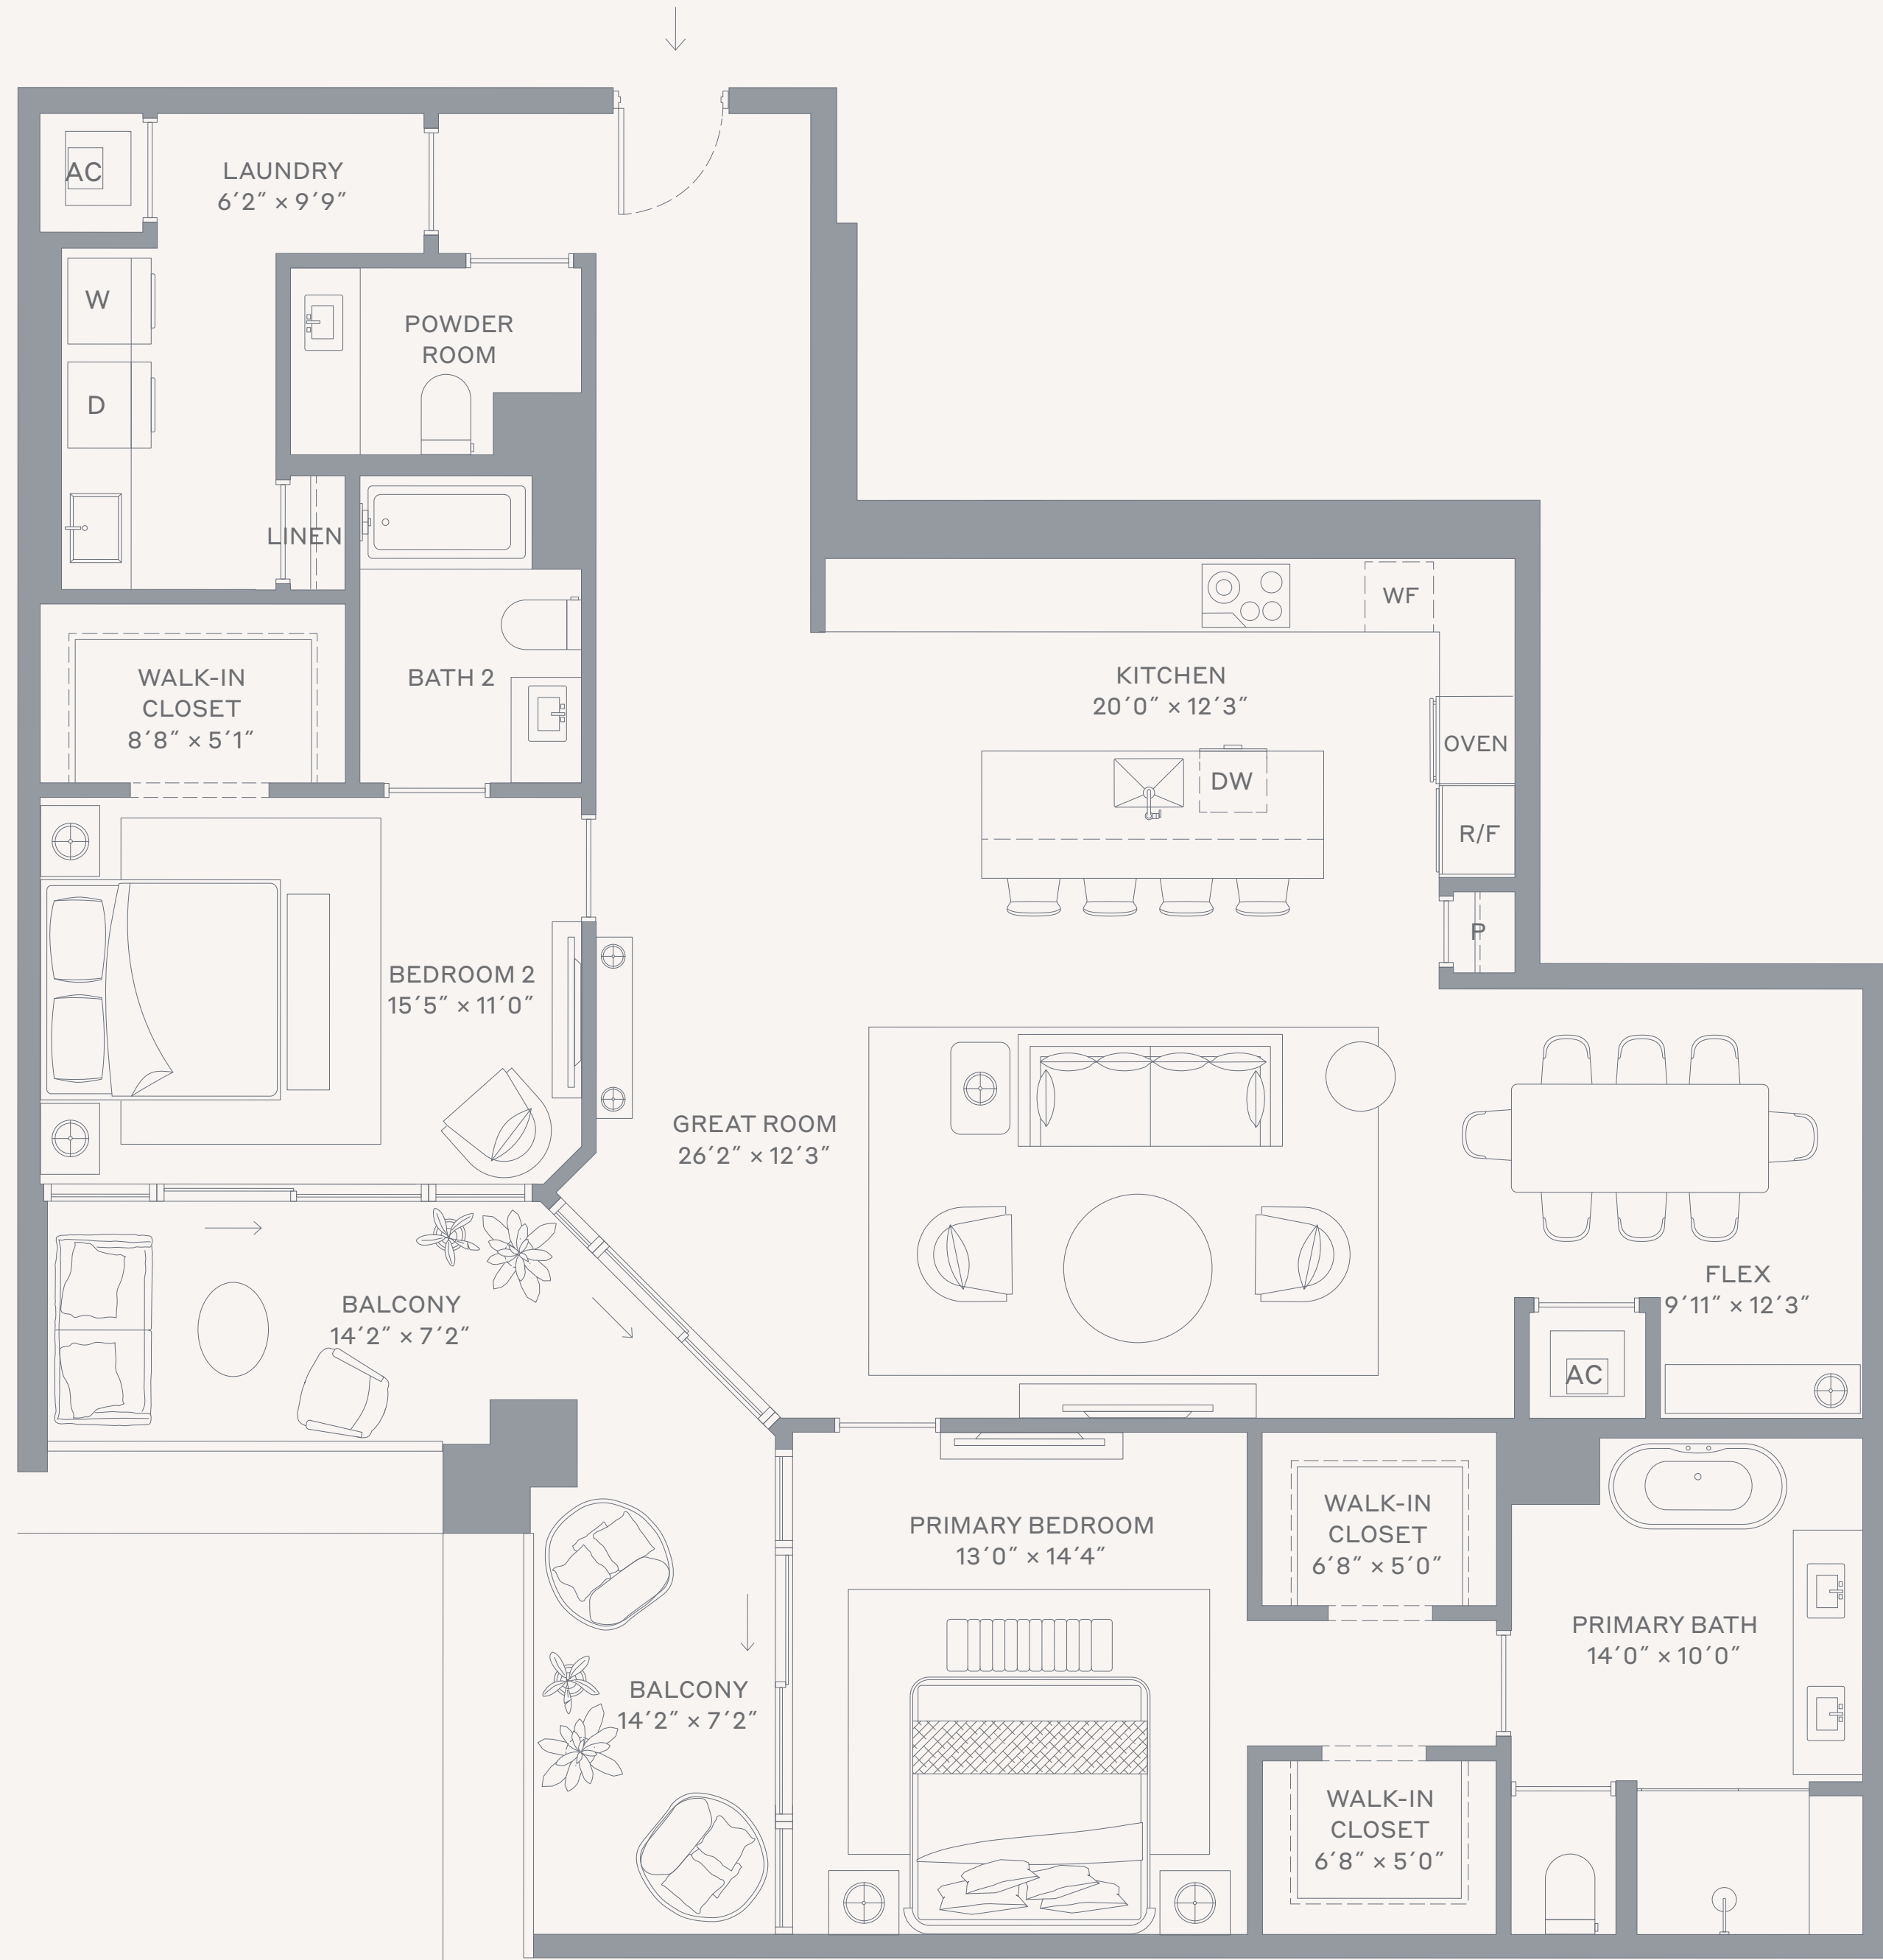 AC
LAUNDRY
6′2″ × 9′9″
W
POWDER
ROOM
D
LINEN
WF
WALK-IN
CLOSET
8′8″ × 5′1″
BATH 2
KITCHEN
20′0″ × 12′3″
OVEN
DW
R/F
P
BEDROOM 2
15′5″ × 11′0″
GREAT ROOM
26′2″ × 12′3″
FLEX
9′11″ × 12′3″
BALCONY
14′2″ × 7′2″
AC
PRIMARY BEDROOM
13′0″ × 14′4″
WALK-IN
CLOSET
6′8″ × 5′0″
PRIMARY BATH
14′0″ × 10′0″
BALCONY
14′2″ × 7′2″
WALK-IN
CLOSET
6′8″ × 5′0″